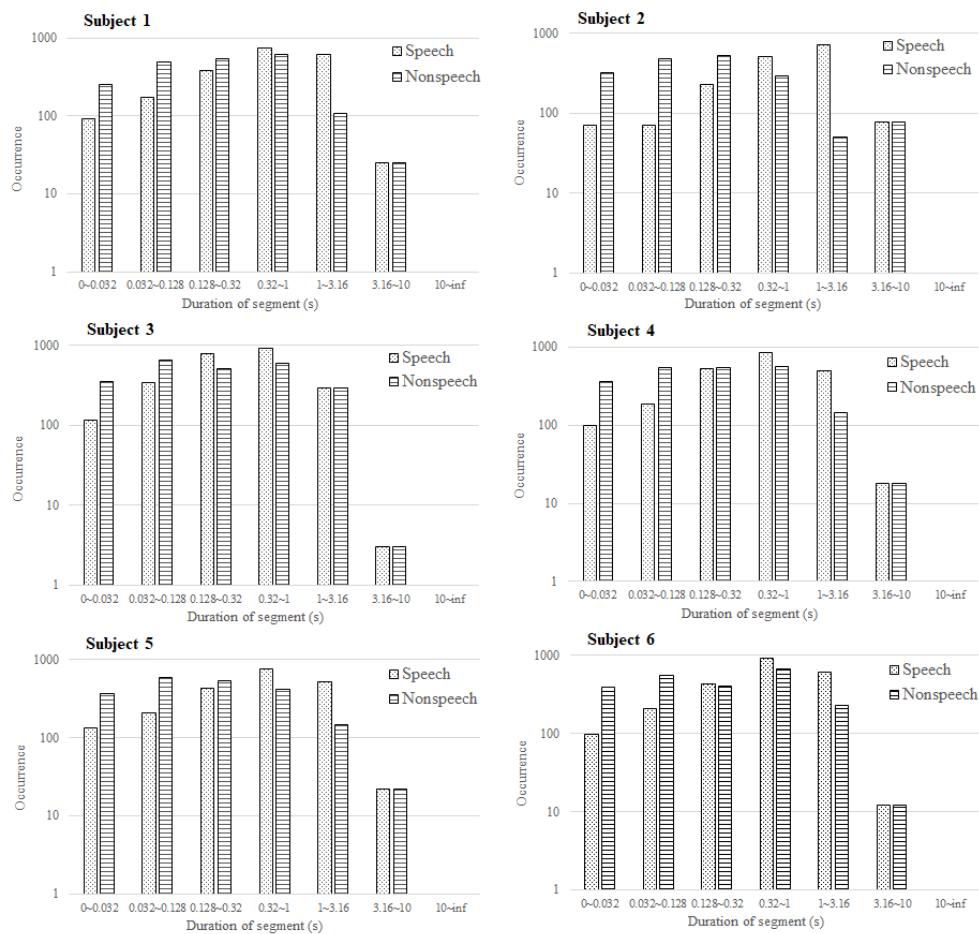 Subject 1
1000
100
10
1
Occurrence
Speech
Nonspeech
0~0.032 0.032~0.128 0.128~0.32 0.32~1 1~3.16 3.16~10 10~inf
Duration of segment (s)
Subject 2
1000
100
10
1
Occurrence
Speech
Nonspeech
0~0.032 0.032~0.128 0.128~0.32 0.32~1 1~3.16 3.16~10 10~inf
Duration of segment (s)
Subject 3
1000
100
10
1
Occurrence
Speech
Nonspeech
0~0.032 0.032~0.128 0.128~0.32 0.32~1 1~3.16 3.16~10 10~inf
Duration of segment (s)
Subject 4
1000
100
10
1
Occurrence
Speech
Nonspeech
0~0.032 0.032~0.128 0.128~0.32 0.32~1 1~3.16 3.16~10 10~inf
Duration of segment (s)
Subject 5
1000
100
10
1
Occurrence
Speech
Nonspeech
0~0.032 0.032~0.128 0.128~0.32 0.32~1 1~3.16 3.16~10 10~inf
Duration of segment (s)
Subject 6
1000
100
10
1
Occurrence
Speech
Nonspeech
0~0.032 0.032~0.128 0.128~0.32 0.32~1 1~3.16 3.16~10 10~inf
Duration of segment (s)